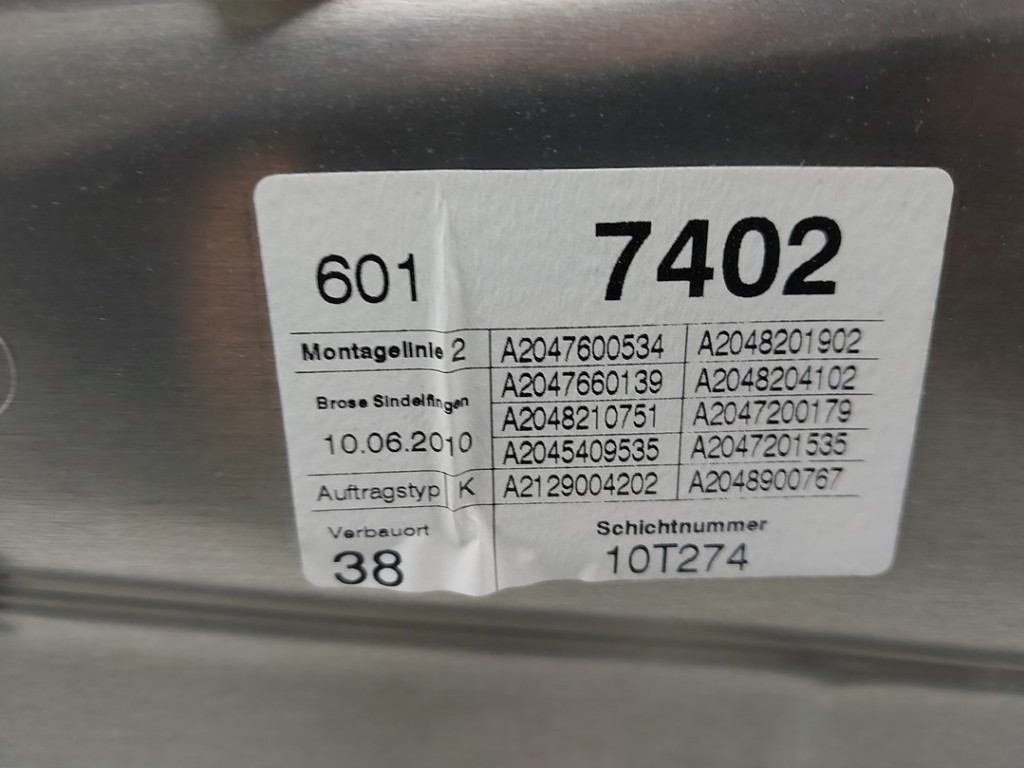 601 7402
Montagelinie 2 A2047600534 A2048201902
A2047660139 A2048204102
Brose Sindelfingen A2048210751 A2047200179
10.06.2010 A2045409535 A2047201535
Auftragstyp K A2129004202 A2048900767
Verbauort Schichtnummer
38 10T274